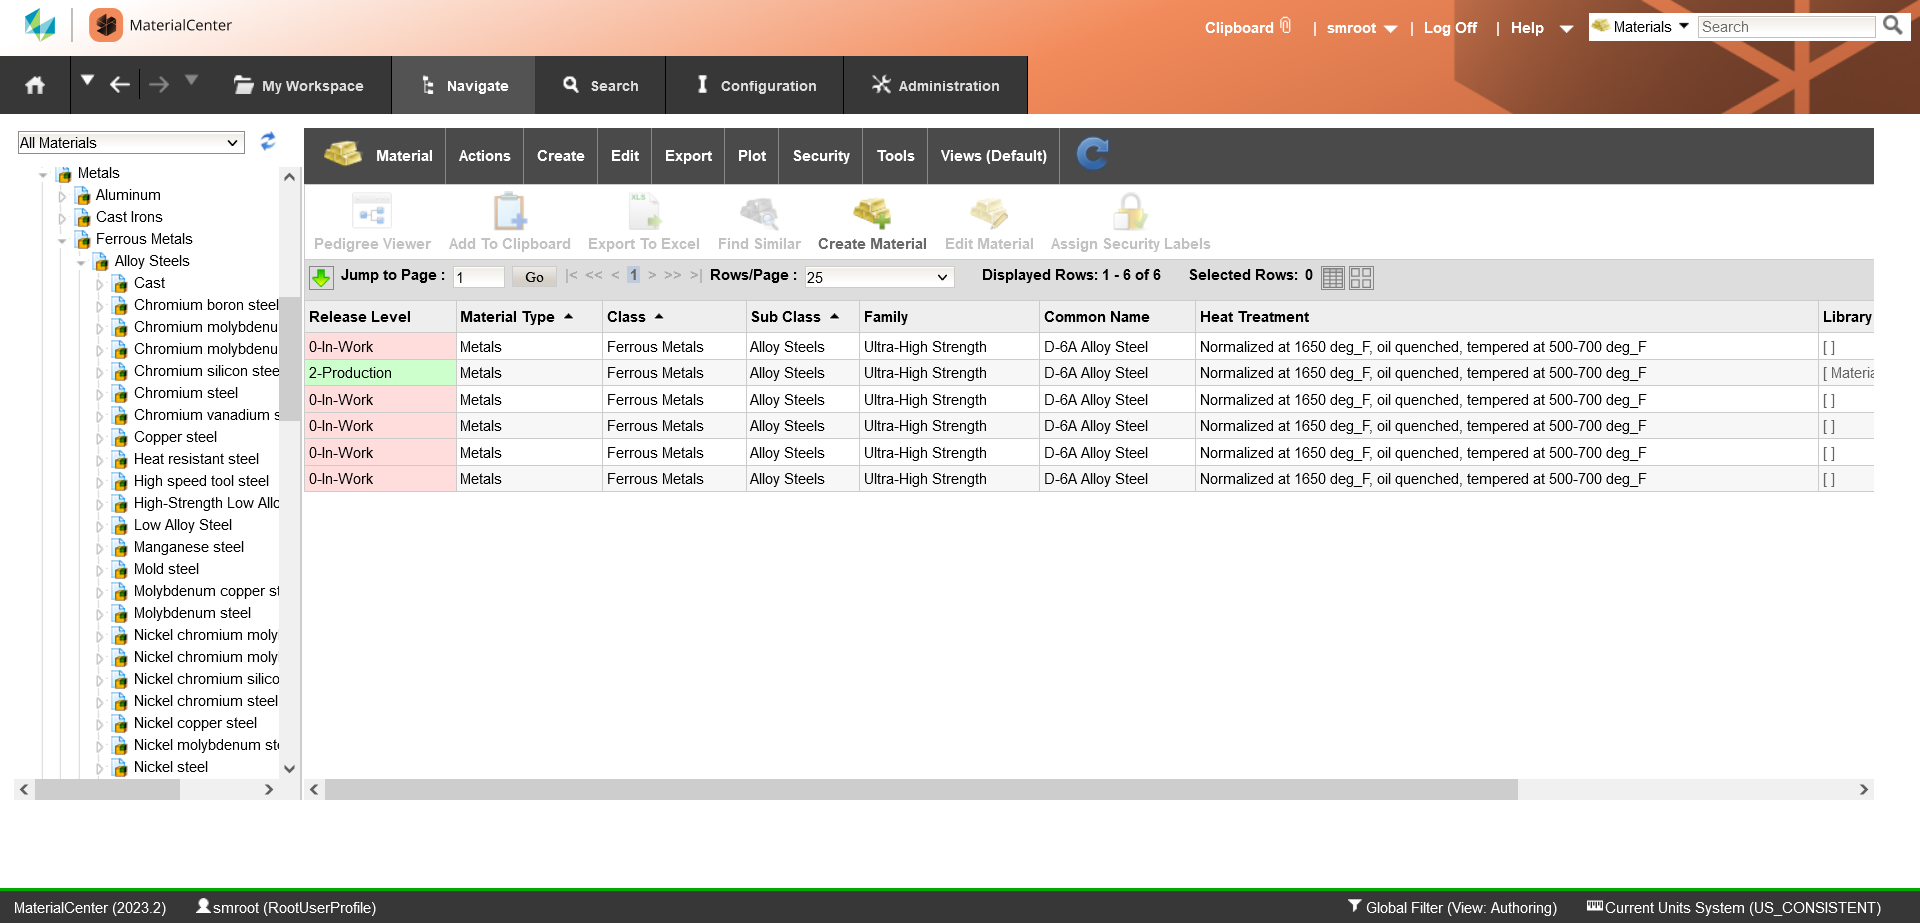 MaterialCenter
Clipboard | smroot | Log Off | Help
Materials
Search
My Workspace
Navigate
Search
Configuration
Administration
All Materials
Material
Actions
Create
Edit
Export
Plot
Security
Tools
Views (Default)
Metals
Aluminum
Cast Irons
Ferrous Metals
Alloy Steels
Cast
Chromium boron steel
Chromium molybdenu
Chromium molybdenu
Chromium silicon stee
Chromium steel
Chromium vanadium s
Copper steel
Heat resistant steel
High speed tool steel
High-Strength Low Allo
Low Alloy Steel
Manganese steel
Mold steel
Molybdenum copper st
Molybdenum steel
Nickel chromium moly
Nickel chromium moly
Nickel chromium silico
Nickel chromium steel
Nickel copper steel
Nickel molybdenum ste
Nickel steel
XLS
Pedigree Viewer
Add To Clipboard
Export To Excel
Find Similar
Create Material
Edit Material
Assign Security Labels
Jump to Page : 1 Go |< << < 1 > >> >| Rows/Page : 25 Displayed Rows: 1 - 6 of 6 Selected Rows: 0
Release Level Material Type Class Sub Class Family Common Name Heat Treatment Library
0-In-Work Metals Ferrous Metals Alloy Steels Ultra-High Strength D-6A Alloy Steel Normalized at 1650 deg_F, oil quenched, tempered at 500-700 deg_F [ ]
2-Production Metals Ferrous Metals Alloy Steels Ultra-High Strength D-6A Alloy Steel Normalized at 1650 deg_F, oil quenched, tempered at 500-700 deg_F [ Materia
0-In-Work Metals Ferrous Metals Alloy Steels Ultra-High Strength D-6A Alloy Steel Normalized at 1650 deg_F, oil quenched, tempered at 500-700 deg_F [ ]
0-In-Work Metals Ferrous Metals Alloy Steels Ultra-High Strength D-6A Alloy Steel Normalized at 1650 deg_F, oil quenched, tempered at 500-700 deg_F [ ]
0-In-Work Metals Ferrous Metals Alloy Steels Ultra-High Strength D-6A Alloy Steel Normalized at 1650 deg_F, oil quenched, tempered at 500-700 deg_F [ ]
0-In-Work Metals Ferrous Metals Alloy Steels Ultra-High Strength D-6A Alloy Steel Normalized at 1650 deg_F, oil quenched, tempered at 500-700 deg_F [ ]
MaterialCenter (2023.2) smroot (RootUserProfile) Global Filter (View: Authoring) Current Units System (US_CONSISTENT)